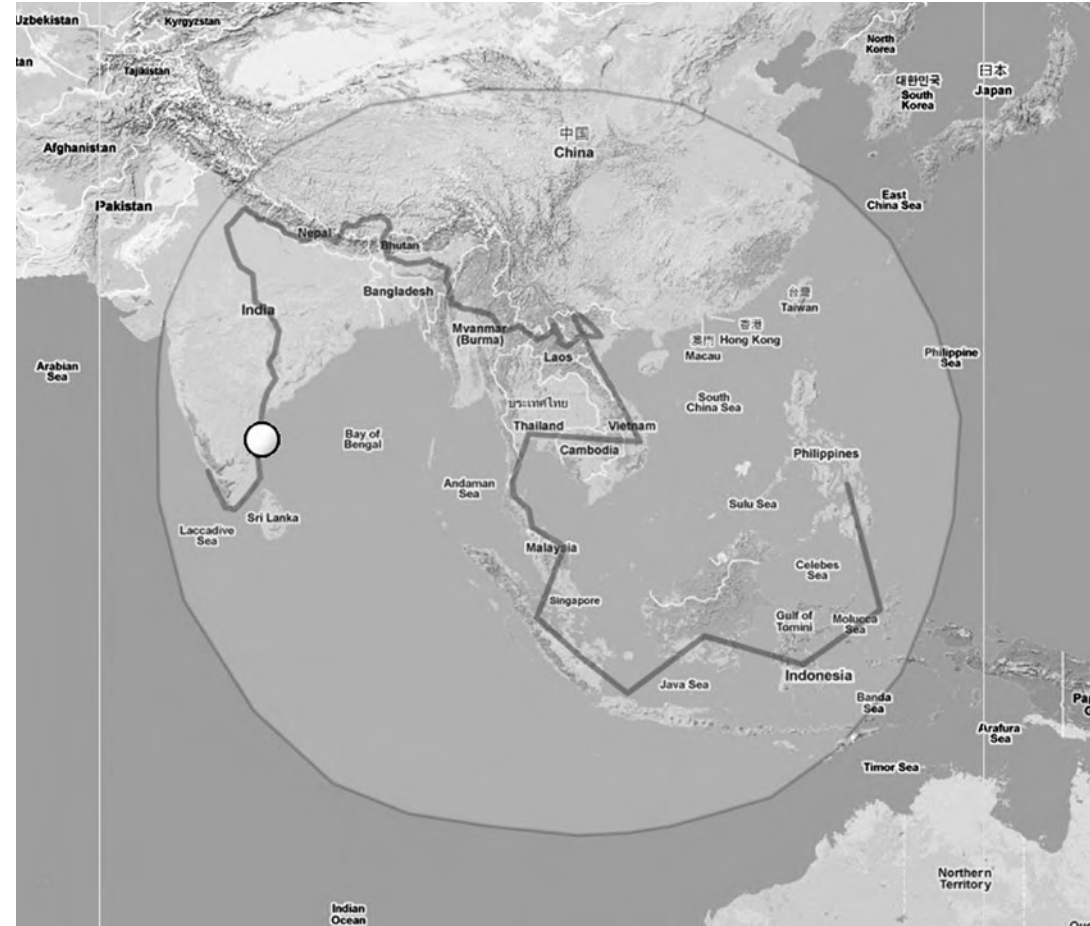 Uzbekistan
Kyrgyzstan
Tajikistan
Afghanistan
Pakistan
North
Korea
대한민국
South
Korea
日本
Japan
中国
China
East
China Sea
Nepal
Bhutan
Bangladesh
India
Myanmar
(Burma)
Laos
台灣
Taiwan
香港
Hong Kong
澳門
Macau
Arabian
Sea
Philippine
Sea
South
China Sea
ประเทศไทย
Thailand
Vietnam
Cambodia
Bay of
Bengal
Philippines
Andaman
Sea
Sulu Sea
Sri Lanka
Laccadive
Sea
Malaysia
Celebes
Sea
Singapore
Gulf of
Tomini
Molucca
Sea
Indonesia
Java Sea
Banda
Sea
Arafura
Sea
Timor Sea
Northern
Territory
Indian
Ocean